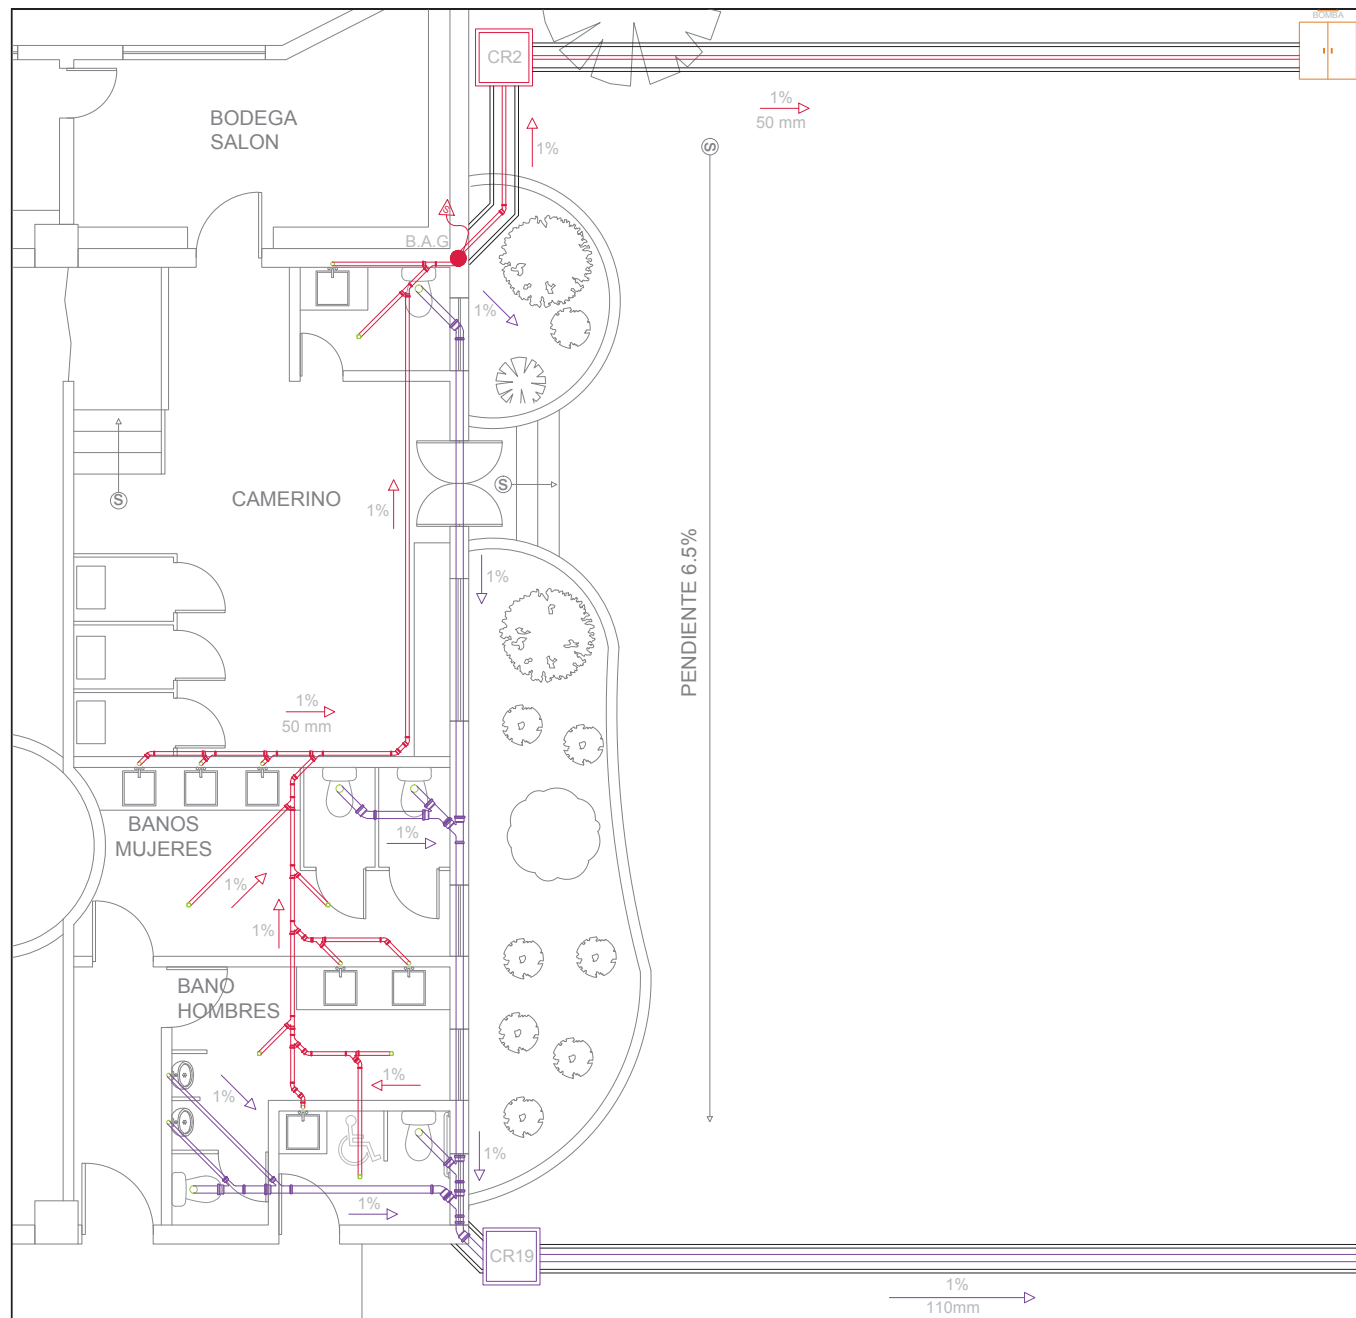 BOMBA
CR2
1%
50 mm
BODEGA
SALON
1%
S
S
B.A.G
1%
CAMERINO
S
S
1%
1%
PENDIENTE 6.5%
1%
50 mm
BANOS
MUJERES
1%
1%
1%
BANO
HOMBRES
1%
1%
1%
1%
CR19
1%
110mm